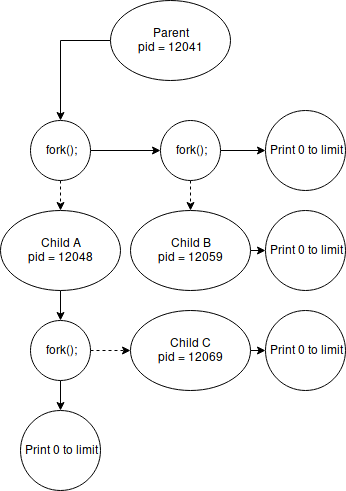 Parent
pid = 12041
fork();
fork();
Print 0 to limit
Child A
pid = 12048
Child B
pid = 12059
Print 0 to limit
fork();
Child C
pid = 12069
Print 0 to limit
Print 0 to limit